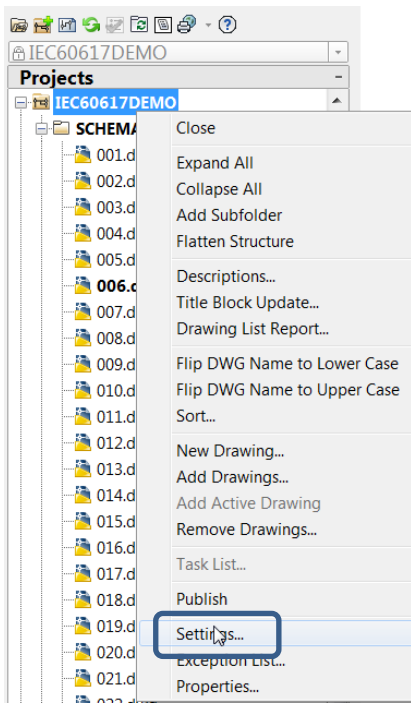 IEC60617DEMO
Projects
IEC60617DEMO
SCHEMA
001.d
002.d
003.d
004.d
005.d
006.d
007.d
008.d
009.d
010.d
011.d
012.d
013.d
014.d
015.d
016.d
017.d
018.d
019.d
020.d
021.d
022.dwg
Close
Expand All
Collapse All
Add Subfolder
Flatten Structure
Descriptions...
Title Block Update...
Drawing List Report...
Flip DWG Name to Lower Case
Flip DWG Name to Upper Case
Sort...
New Drawing...
Add Drawings...
Add Active Drawing
Remove Drawings...
Task List...
Publish
Settings...
Exception List...
Properties...